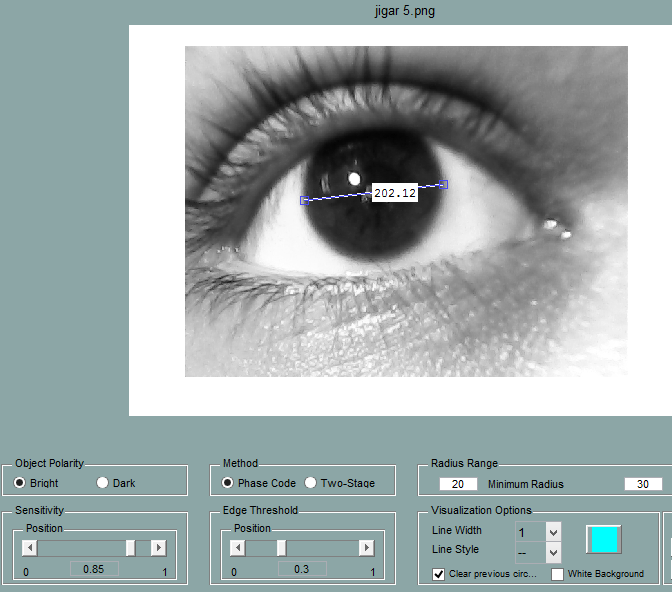 jigar 5.png
202.12
Object Polarity
Bright Dark
Method
Phase Code Two-Stage
Radius Range
20 Minimum Radius 30
Sensitivity
Position
0 0.85 1
Edge Threshold
Position
0 0.3 1
Visualization Options
Line Width 1
Line Style --
Clear previous circ... White Background